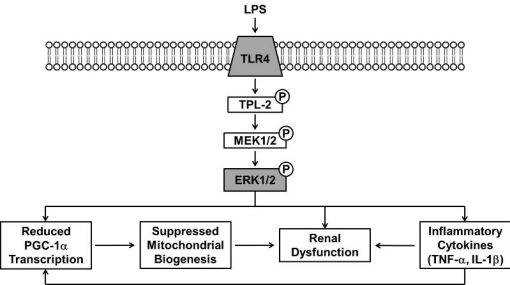 LPS
TLR4
TPL-2
P
MEK1/2
P
ERK1/2
P
Reduced
PGC-1α
Transcription
Suppressed
Mitochondrial
Biogenesis
Renal
Dysfunction
Inflammatory
Cytokines
(TNF-α, IL-1β)